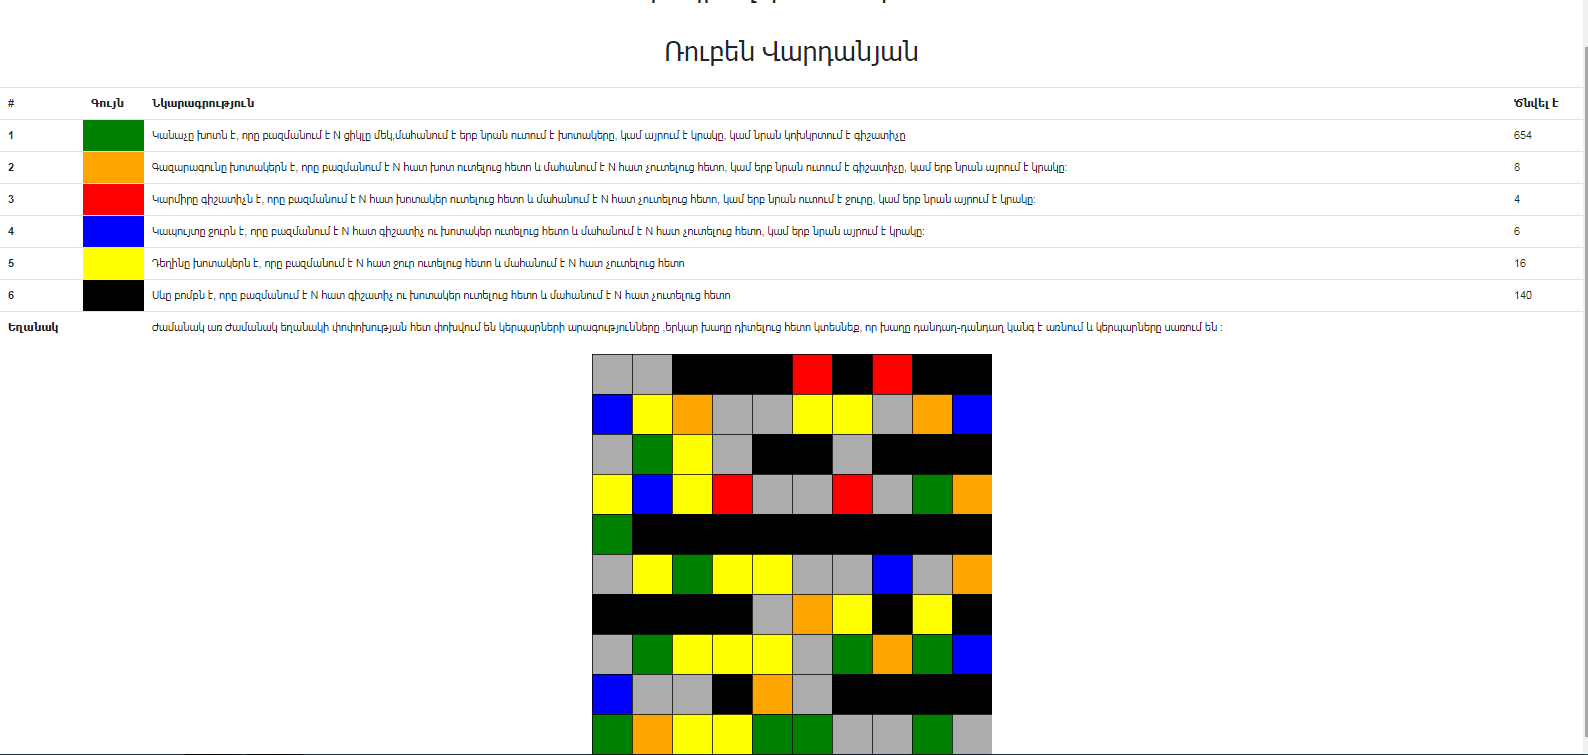 Ռուբեն Վարդանյան
# Գույն Նկարագրություն Ծնվել է
1 Կանաչը խոտն է, որը բազմանում է N ցիկլը մեկ,մահանում է երբ նրան ուտում է խոտակերը, կամ այրում է կրակը, կամ նրան կոխկրտում է գիշատիչը 654
2 Գազարագունը խոտակերն է, որը բազմանում է N հատ խոտ ուտելուց հետո և մահանում է N հատ չուտելուց հետո, կամ երբ նրան ուտում է գիշատիչը, կամ երբ նրան այրում է կրակը: 8
3 Կարմիրը գիշատիչն է, որը բազմանում է N հատ խոտակեր ուտելուց հետո և մահանում է N հատ չուտելուց հետո, կամ երբ նրան ուտում է ջուրը, կամ երբ նրան այրում է կրակը: 4
4 Կապույտը ջուրն է, որը բազմանում է N հատ գիշատիչ ու խոտակեր ուտելուց հետո և մահանում է N հատ չուտելուց հետո, կամ երբ նրան այրում է կրակը: 6
5 Դեղինը խոտակերն է, որը բազմանում է N հատ ջուր ուտելուց հետո և մահանում է N հատ չուտելուց հետո 16
6 Սևը բոմբն է, որը բազմանում է N հատ գիշատիչ ու խոտակեր ուտելուց հետո և մահանում է N հատ չուտելուց հետո 140
Եղանակ ժամանակ առ ժամանակ եղանակի փոփոխության հետ փոխվում են կերպարների արագությունները ,երկար խաղը դիտելուց հետո կտեսնեք, որ խաղը դանդաղ-դանդաղ կանգ է առնում և կերպարները սառում են :